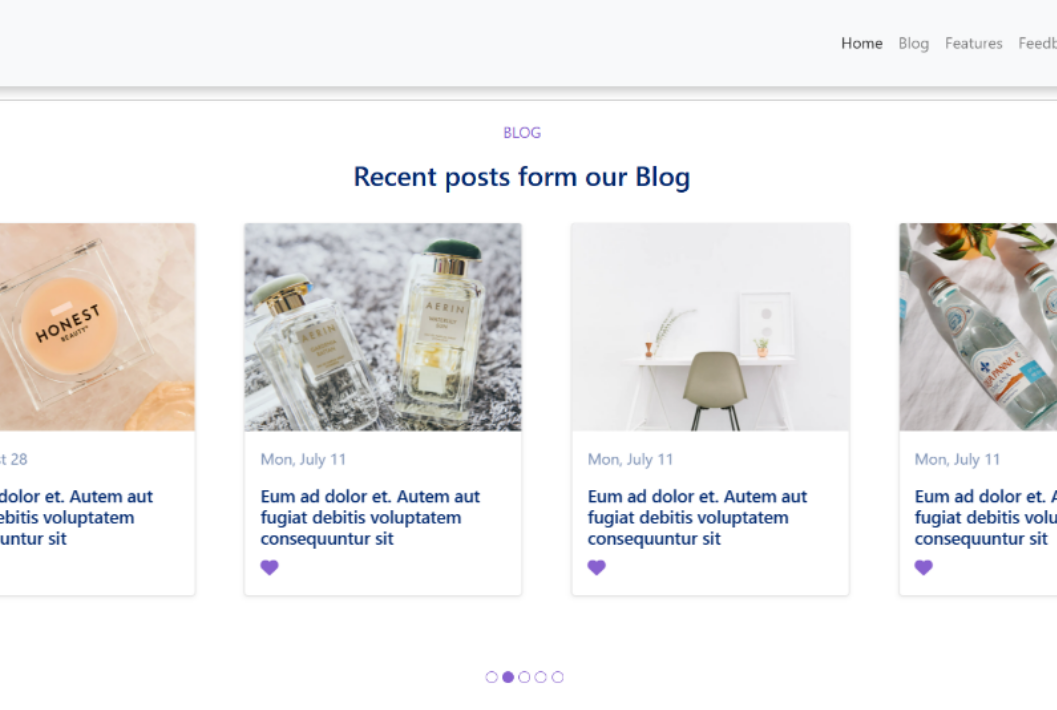 Home Blog Features Feedb
BLOG
Recent posts form our Blog
HONEST
BEAUTY
AERIN
AERIN
st 28
dolor et. Autem aut
ebitis voluptatem
untur sit
Mon, July 11
Eum ad dolor et. Autem aut
fugiat debitis voluptatem
consequuntur sit
Mon, July 11
Eum ad dolor et. Autem aut
fugiat debitis voluptatem
consequuntur sit
PANNA
Mon, July 11
Eum ad dolor et. A
fugiat debitis volu
consequuntur sit